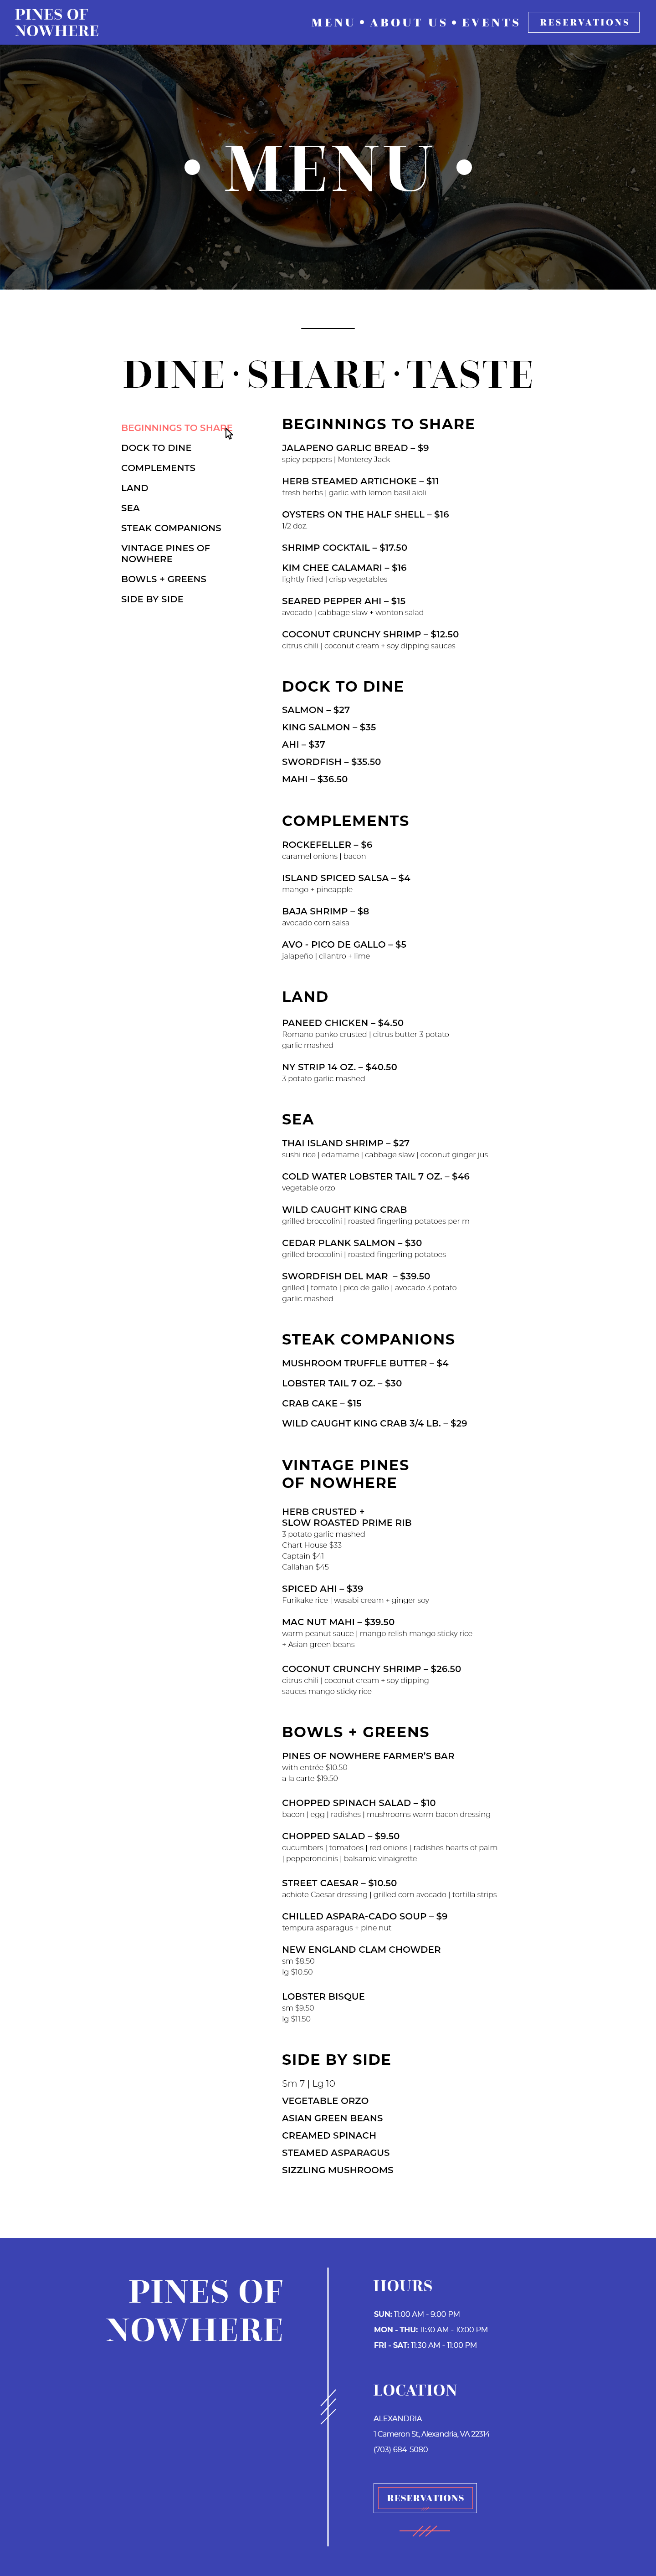 PINES OF
NOWHERE
MENU • ABOUT US • EVENTS
RESERVATIONS
• MENU •
DINE · SHARE · TASTE
BEGINNINGS TO SHARE
DOCK TO DINE
COMPLEMENTS
LAND
SEA
STEAK COMPANIONS
VINTAGE PINES OF
NOWHERE
BOWLS + GREENS
SIDE BY SIDE
BEGINNINGS TO SHARE
JALAPENO GARLIC BREAD – $9
spicy peppers | Monterey Jack
HERB STEAMED ARTICHOKE – $11
fresh herbs | garlic with lemon basil aioli
OYSTERS ON THE HALF SHELL – $16
1/2 doz.
SHRIMP COCKTAIL – $17.50
KIM CHEE CALAMARI – $16
lightly fried | crisp vegetables
SEARED PEPPER AHI – $15
avocado | cabbage slaw + wonton salad
COCONUT CRUNCHY SHRIMP – $12.50
citrus chili | coconut cream + soy dipping sauces
DOCK TO DINE
SALMON – $27
KING SALMON – $35
AHI – $37
SWORDFISH – $35.50
MAHI – $36.50
COMPLEMENTS
ROCKEFELLER – $6
caramel onions | bacon
ISLAND SPICED SALSA – $4
mango + pineapple
BAJA SHRIMP – $8
avocado corn salsa
AVO - PICO DE GALLO – $5
jalapeño | cilantro + lime
LAND
PANEED CHICKEN – $4.50
Romano panko crusted | citrus butter 3 potato
garlic mashed
NY STRIP 14 OZ. – $40.50
3 potato garlic mashed
SEA
THAI ISLAND SHRIMP – $27
sushi rice | edamame | cabbage slaw | coconut ginger jus
COLD WATER LOBSTER TAIL 7 OZ. – $46
vegetable orzo
WILD CAUGHT KING CRAB
grilled broccolini | roasted fingerling potatoes per m
CEDAR PLANK SALMON – $30
grilled broccolini | roasted fingerling potatoes
SWORDFISH DEL MAR – $39.50
grilled | tomato | pico de gallo | avocado 3 potato
garlic mashed
STEAK COMPANIONS
MUSHROOM TRUFFLE BUTTER – $4
LOBSTER TAIL 7 OZ. – $30
CRAB CAKE – $15
WILD CAUGHT KING CRAB 3/4 LB. – $29
VINTAGE PINES
OF NOWHERE
HERB CRUSTED +
SLOW ROASTED PRIME RIB
3 potato garlic mashed
Chart House $33
Captain $41
Callahan $45
SPICED AHI – $39
Furikake rice | wasabi cream + ginger soy
MAC NUT MAHI – $39.50
warm peanut sauce | mango relish mango sticky rice
+ Asian green beans
COCONUT CRUNCHY SHRIMP – $26.50
citrus chili | coconut cream + soy dipping
sauces mango sticky rice
BOWLS + GREENS
PINES OF NOWHERE FARMER'S BAR
with entrée $10.50
a la carte $19.50
CHOPPED SPINACH SALAD – $10
bacon | egg | radishes | mushrooms warm bacon dressing
CHOPPED SALAD – $9.50
cucumbers | tomatoes | red onions | radishes hearts of palm
| pepperoncinis | balsamic vinaigrette
STREET CAESAR – $10.50
achiote Caesar dressing | grilled corn avocado | tortilla strips
CHILLED ASPARA-CADO SOUP – $9
tempura asparagus + pine nut
NEW ENGLAND CLAM CHOWDER
sm $8.50
lg $10.50
LOBSTER BISQUE
sm $9.50
lg $11.50
SIDE BY SIDE
Sm 7 | Lg 10
VEGETABLE ORZO
ASIAN GREEN BEANS
CREAMED SPINACH
STEAMED ASPARAGUS
SIZZLING MUSHROOMS
PINES OF
NOWHERE
HOURS
SUN: 11:00 AM - 9:00 PM
MON - THU: 11:30 AM - 10:00 PM
FRI - SAT: 11:30 AM - 11:00 PM
LOCATION
ALEXANDRIA
1 Cameron St, Alexandria, VA 22314
(703) 684-5080
RESERVATIONS